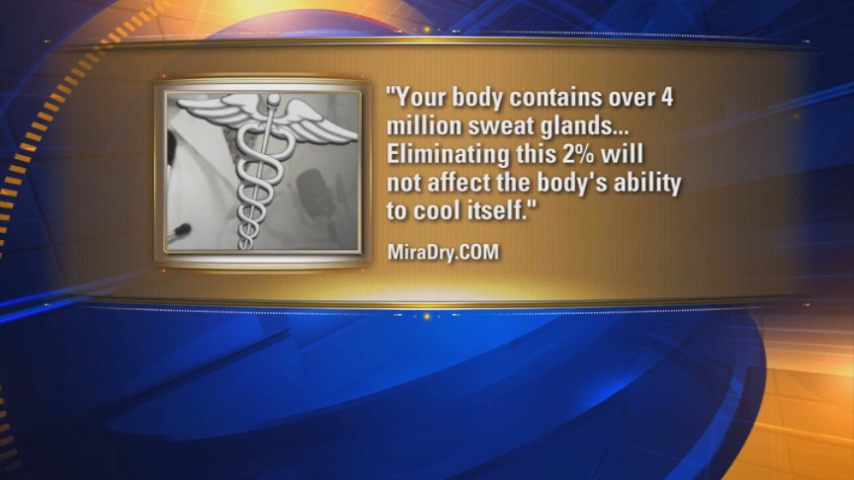 "Your body contains over 4
million sweat glands...
Eliminating this 2% will
not affect the body's ability
to cool itself."
MiraDry.COM